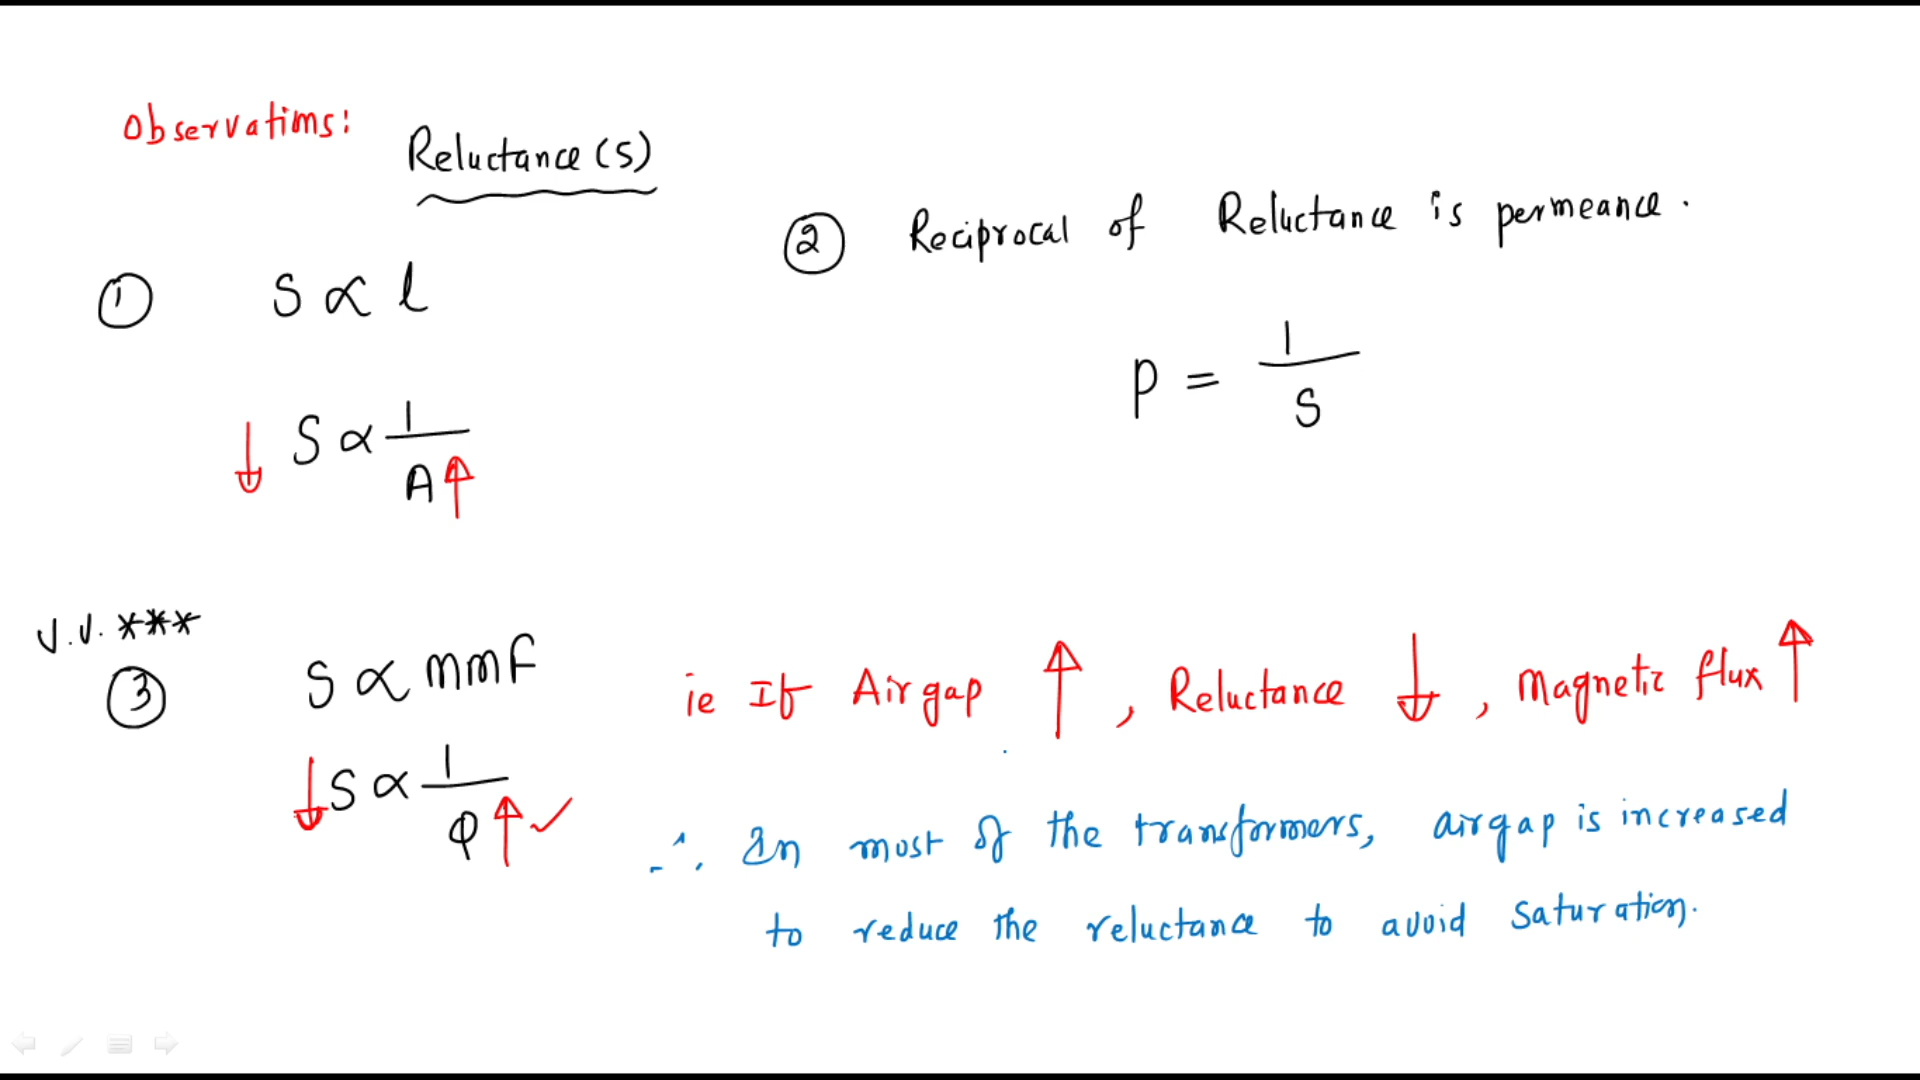 Observations:
Reluctance (S)
① S ∝ l
↓ S ∝ 1/A ↑
② Reciprocal of Reluctance is permeance.
P = 1/S
V.V. ***
③ S ∝ mmF
↓ S ∝ 1/Φ ↑ ✓
ie If Airgap ↑, Reluctance ↓, Magnetic flux ↑
∴ In most of the transformers, airgap is increased
to reduce the reluctance to avoid saturation.